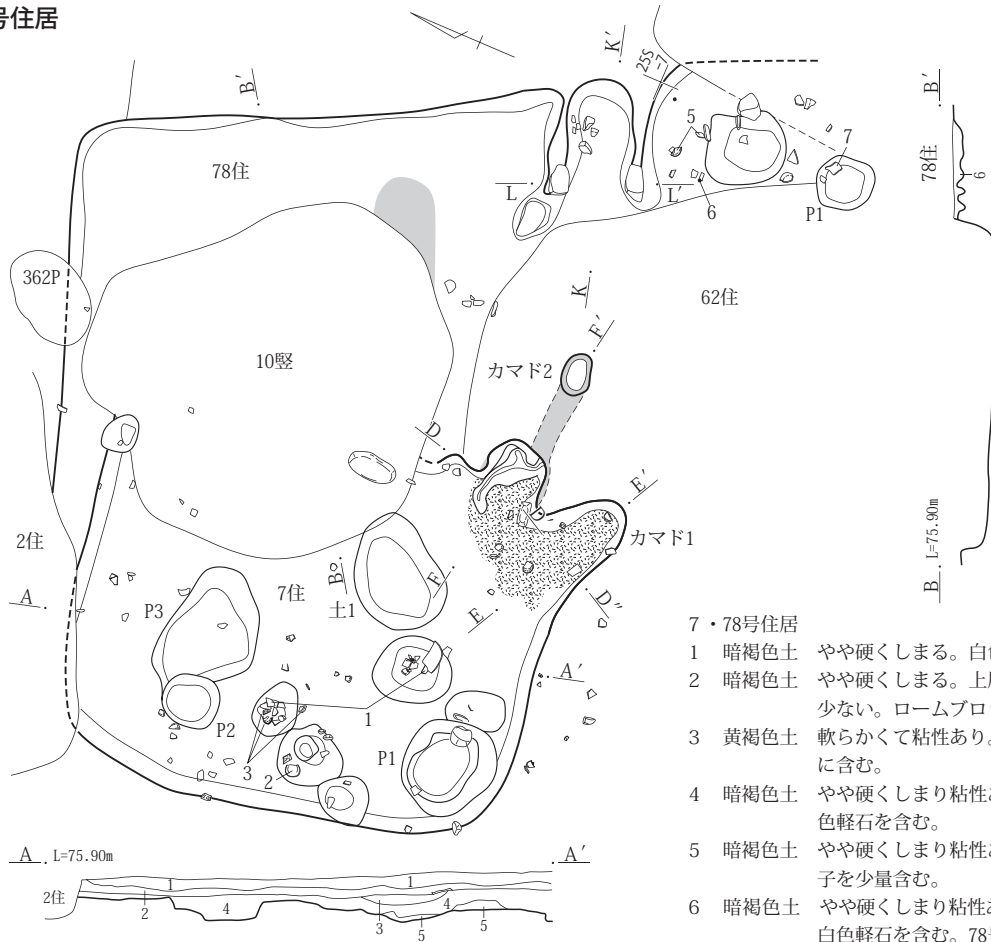 号住居
B′
K′
25S
-7
5
7
78住
L
L′
6
P1
362P
K
62住
F′
カマド2
10竪
D
E′
カマド1
2住
B
F
7住
土1
E
D″
A
P3
A′
1
P2
3
2
P1
B′
78住
6
L=75.90m
B
A L=75.90m A′
2住
1
1
2
4
3
4
5
5
7・78号住居
1 暗褐色土 やや硬くしまる。白
2 暗褐色土 やや硬くしまる。
少ない。ロームブロ
3 黄褐色土 軟らかくて粘性あり。
に含む。
4 暗褐色土 やや硬くしまり粘性
色軽石を含む。
5 暗褐色土 やや硬くしまり粘性
子を少量含む。
6 暗褐色土 やや硬くしまり粘性
白色軽石を含む。78